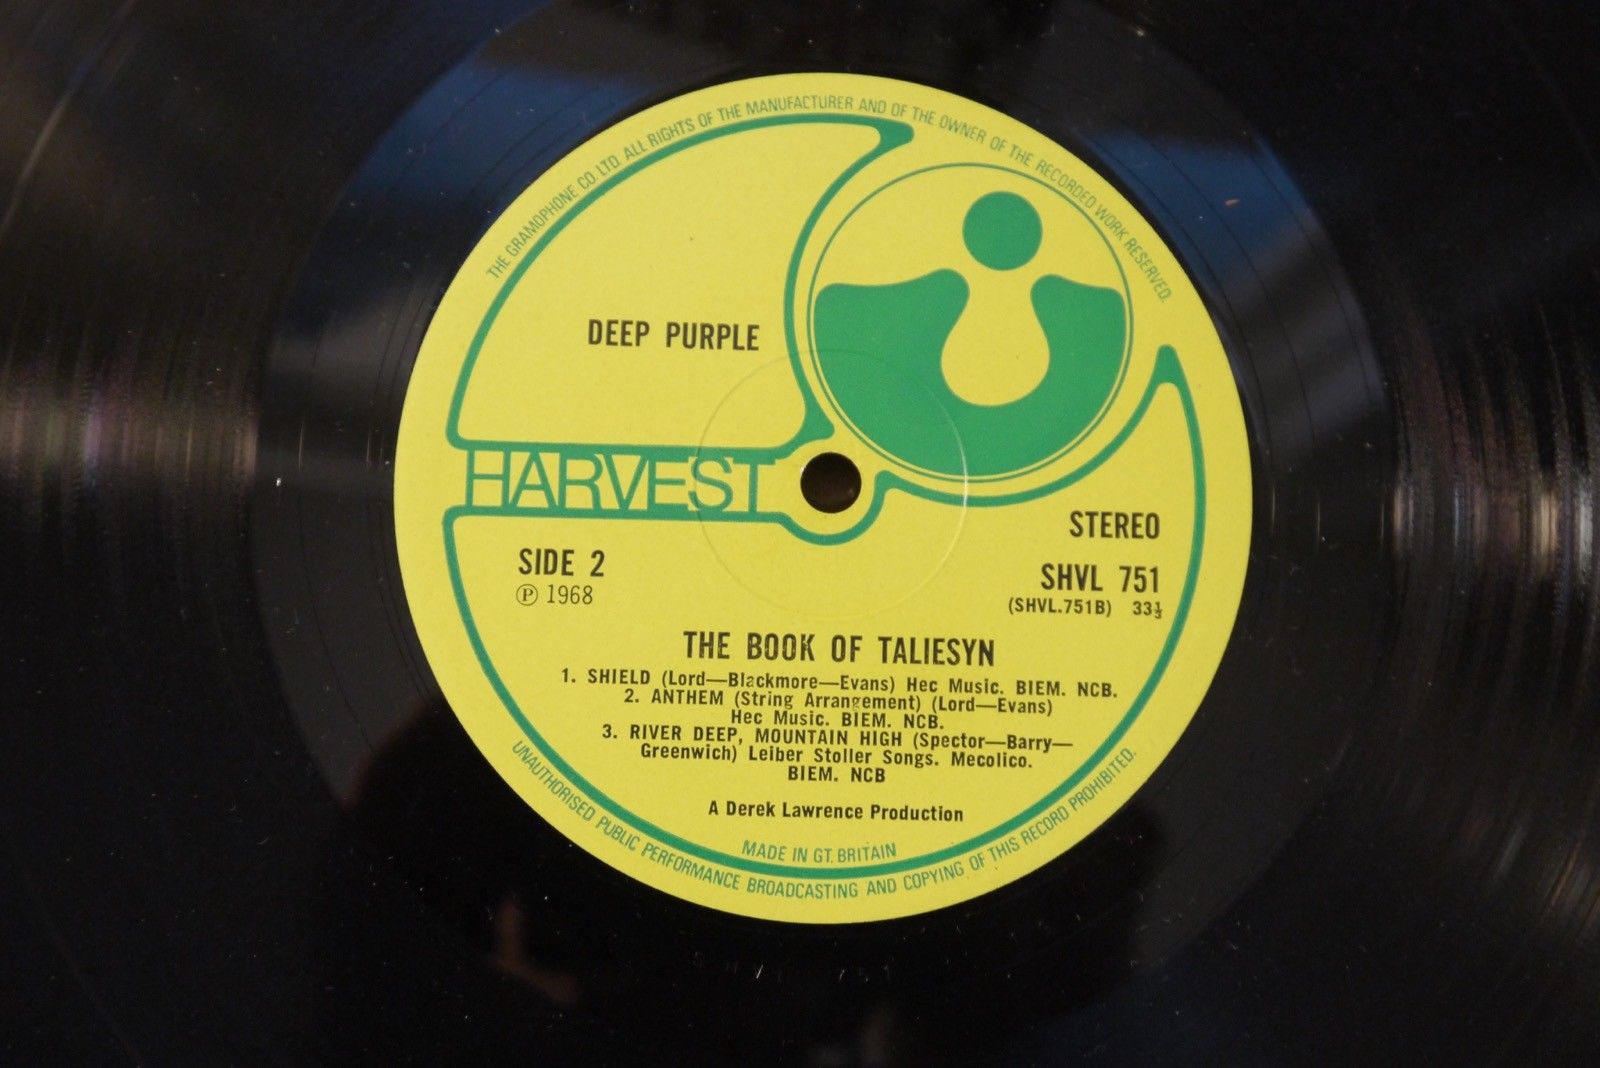 THE GRAMOPHONE CO. LTD. ALL RIGHTS OF THE MANUFACTURER AND OF THE OWNER OF THE RECORDED WORK RESERVED.
DEEP PURPLE
HARVEST
STEREO
SIDE 2
SHVL 751
Ⓟ 1968
(SHVL.751B) 33⅓
THE BOOK OF TALIESYN
1. SHIELD (Lord—Blackmore—Evans) Hec Music. BIEM. NCB.
2. ANTHEM (String Arrangement) (Lord—Evans)
Hec Music. BIEM. NCB.
3. RIVER DEEP, MOUNTAIN HIGH (Spector—Barry—
Greenwich) Leiber Stoller Songs. Mecolico.
BIEM. NCB
A Derek Lawrence Production
MADE IN GT. BRITAIN
UNAUTHORISED PUBLIC PERFORMANCE BROADCASTING AND COPYING OF THIS RECORD PROHIBITED.
751